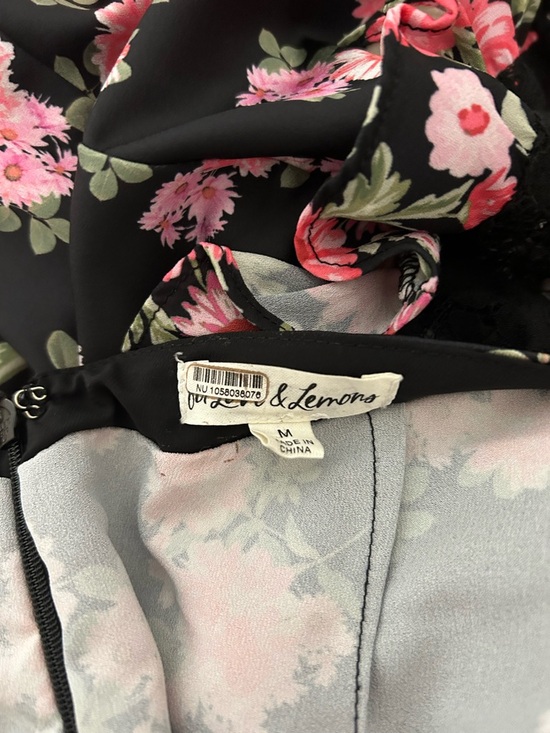 NU 1058038076
& Lemons
M
MADE IN
CHINA